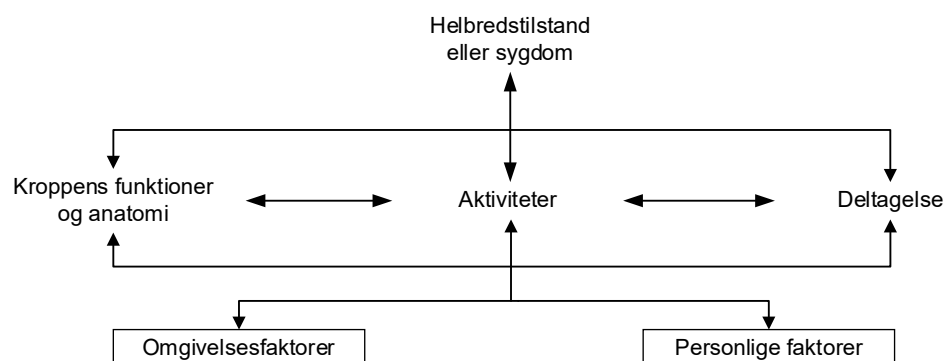 Helbredstilstand
eller sygdom
Kroppens funktioner
og anatomi
Aktiviteter
Deltagelse
Omgivelsesfaktorer
Personlige faktorer